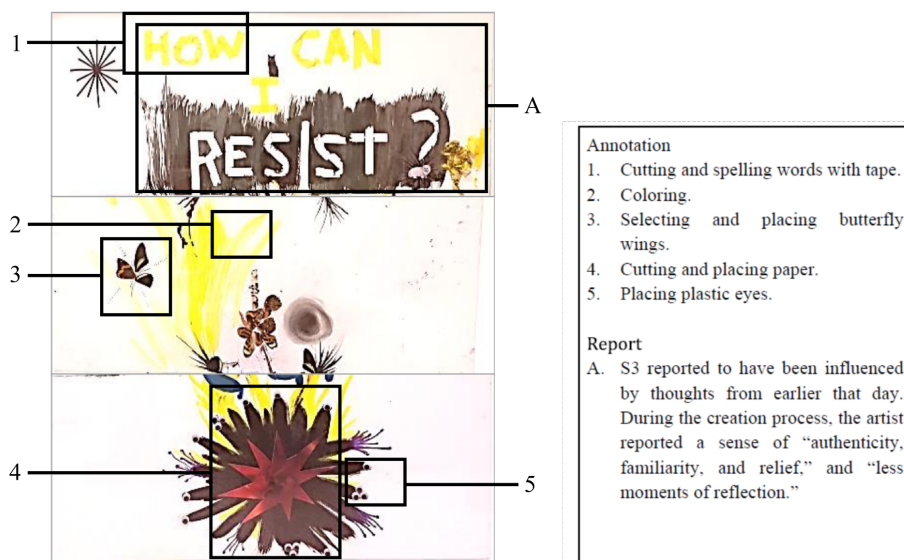 1
HOW CAN
I
RESIST?
A
2
3
4
5
Annotation
1. Cutting and spelling words with tape.
2. Coloring.
3. Selecting and placing butterfly
wings.
4. Cutting and placing paper.
5. Placing plastic eyes.
Report
A. S3 reported to have been influenced
by thoughts from earlier that day.
During the creation process, the artist
reported a sense of “authenticity,
familiarity, and relief,” and “less
moments of reflection.”